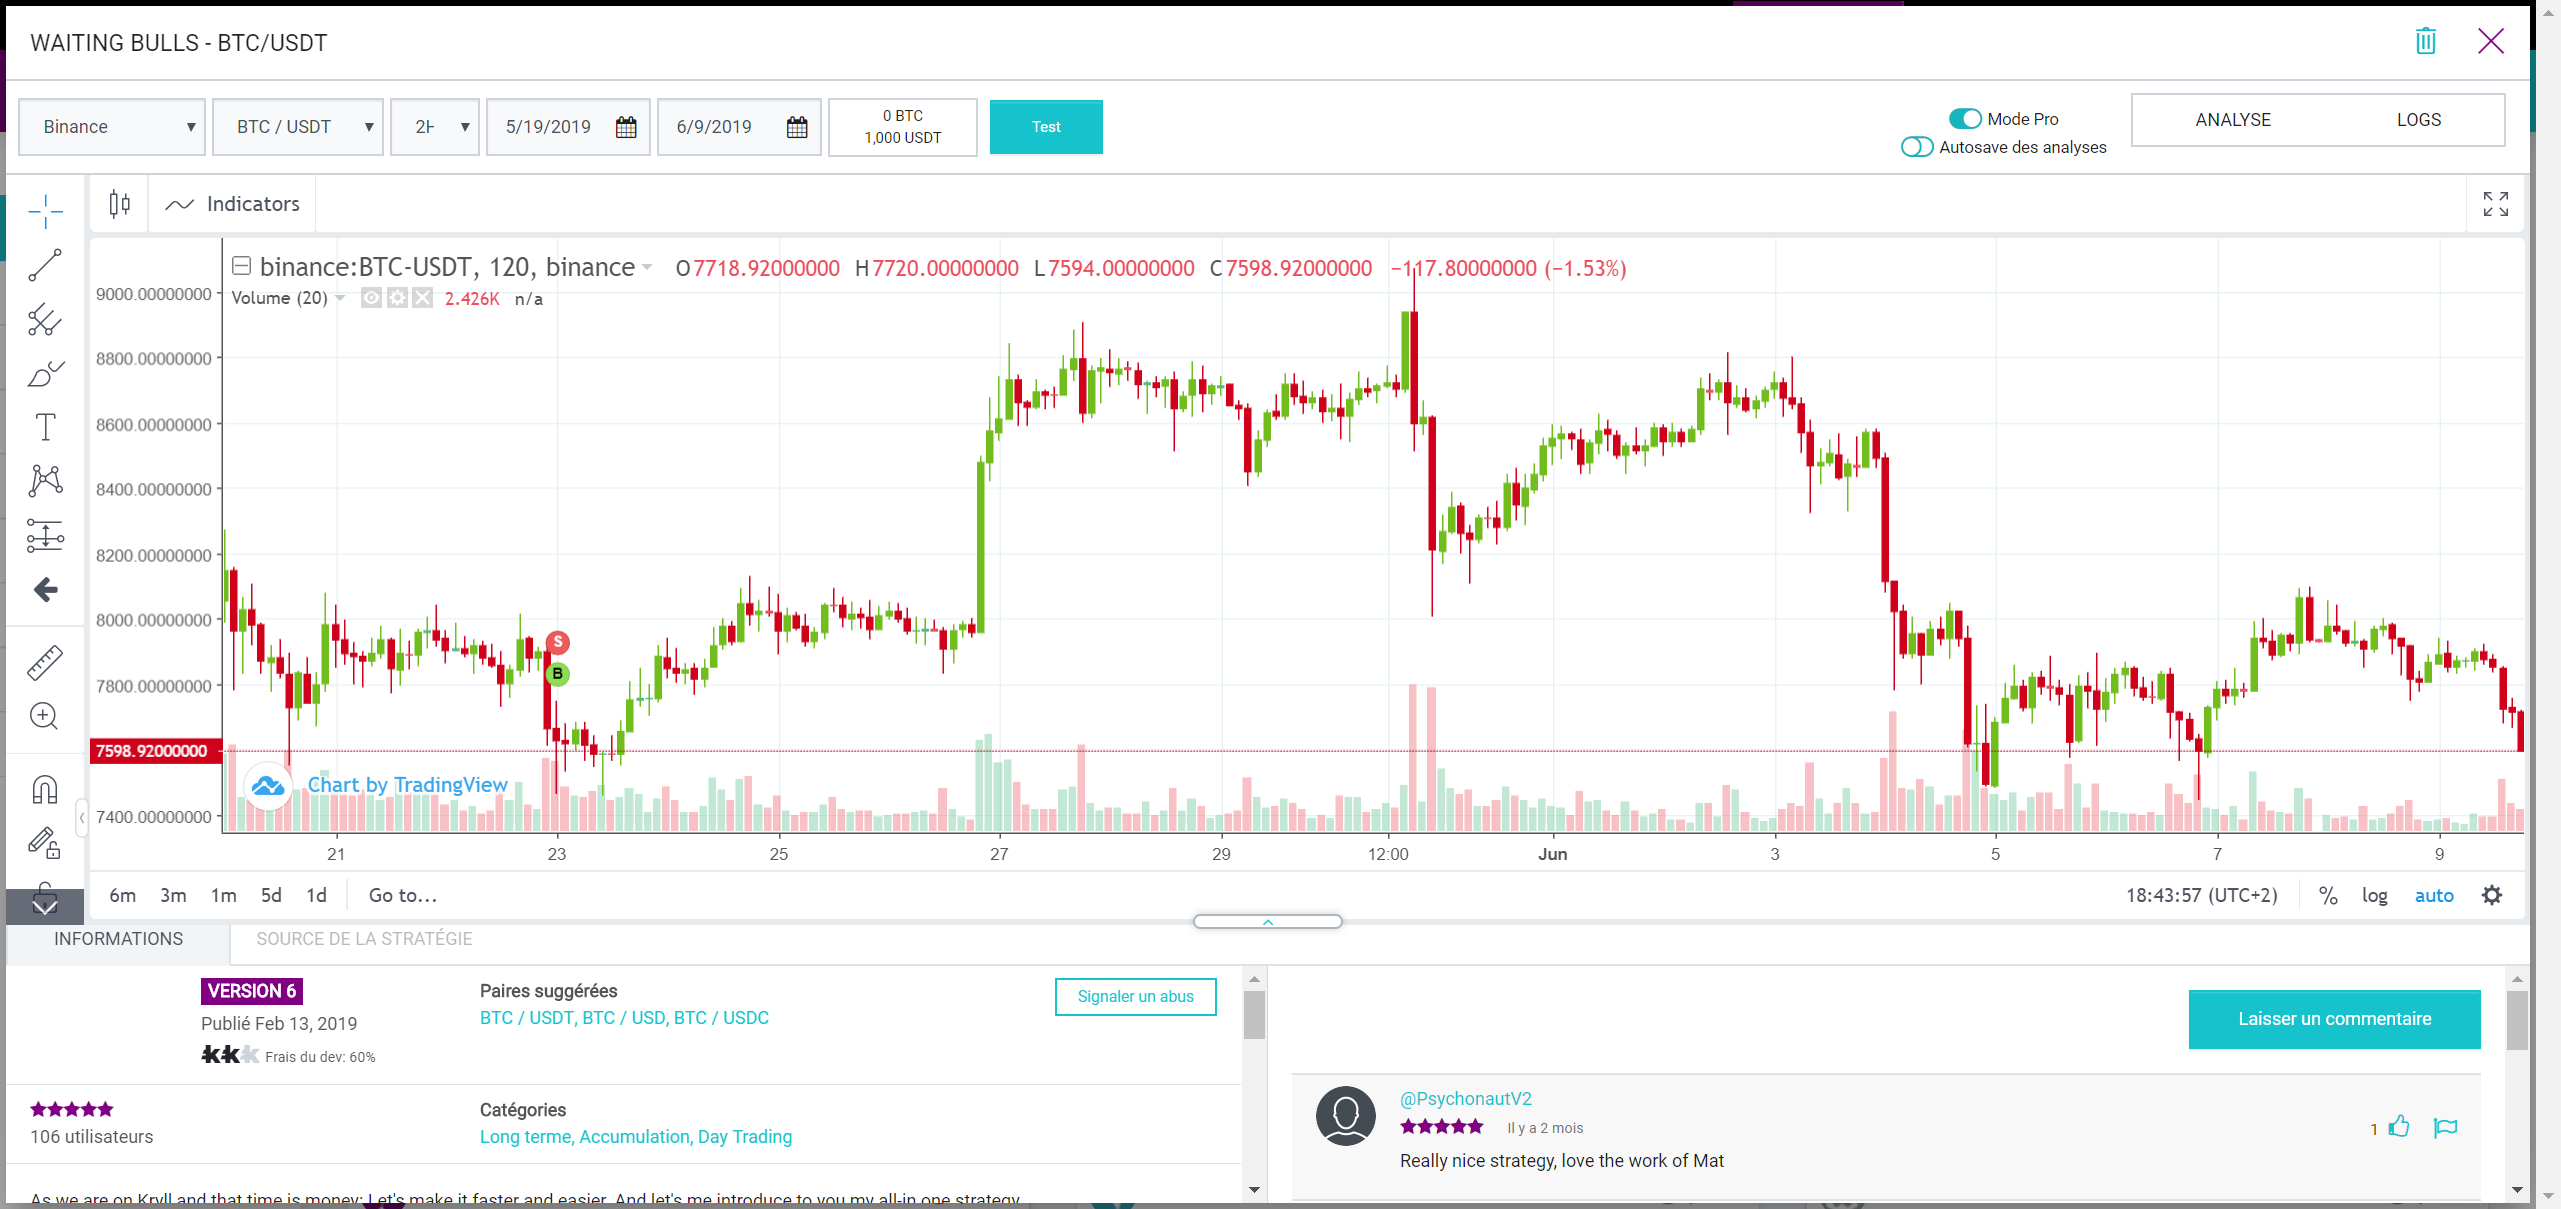 WAITING BULLS - BTC/USDT
Binance
BTC / USDT
2H
5/19/2019
6/9/2019
0 BTC
1,000 USDT
Test
Mode Pro
Autosave des analyses
ANALYSE
LOGS
Indicators
binance:BTC-USDT, 120, binance
O7718.92000000 H7720.00000000 L7594.00000000 C7598.92000000 −117.80000000 (−1.53%)
Volume (20) 2.426K n/a
9000.00000000
8800.00000000
8600.00000000
8400.00000000
8200.00000000
8000.00000000
7800.00000000
7598.92000000
7400.00000000
S
B
Chart by TradingView
21 23 25 27 29 12:00 Jun 3 5 7 9
6m 3m 1m 5d 1d Go to...
18:43:57 (UTC+2) % log auto
INFORMATIONS
SOURCE DE LA STRATÉGIE
VERSION 6
Publié Feb 13, 2019
Frais du dev: 60%
Paires suggérées
BTC / USDT, BTC / USD, BTC / USDC
Signaler un abus
106 utilisateurs
Catégories
Long terme, Accumulation, Day Trading
As we are on Kryll and that time is money: Let's make it faster and easier. And let's me introduce to you my all-in one strategy
Laisser un commentaire
@PsychonautV2
Il y a 2 mois
1
Really nice strategy, love the work of Mat